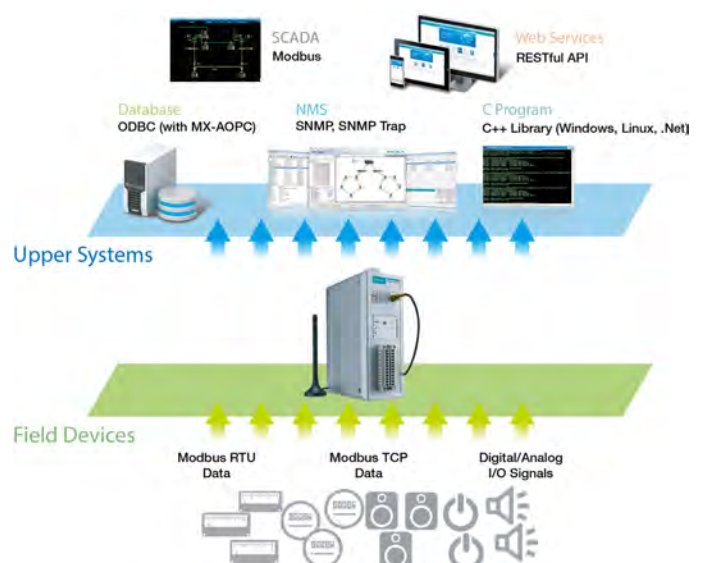 SCADA
Modbus
Web Services
RESTful API
Database
ODBC (with MX-AOPC)
NMS
SNMP, SNMP Trap
C Program
C++ Library (Windows, Linux, .Net)
Upper Systems
Field Devices
Modbus RTU
Data
Modbus TCP
Data
Digital/Analog
I/O Signals